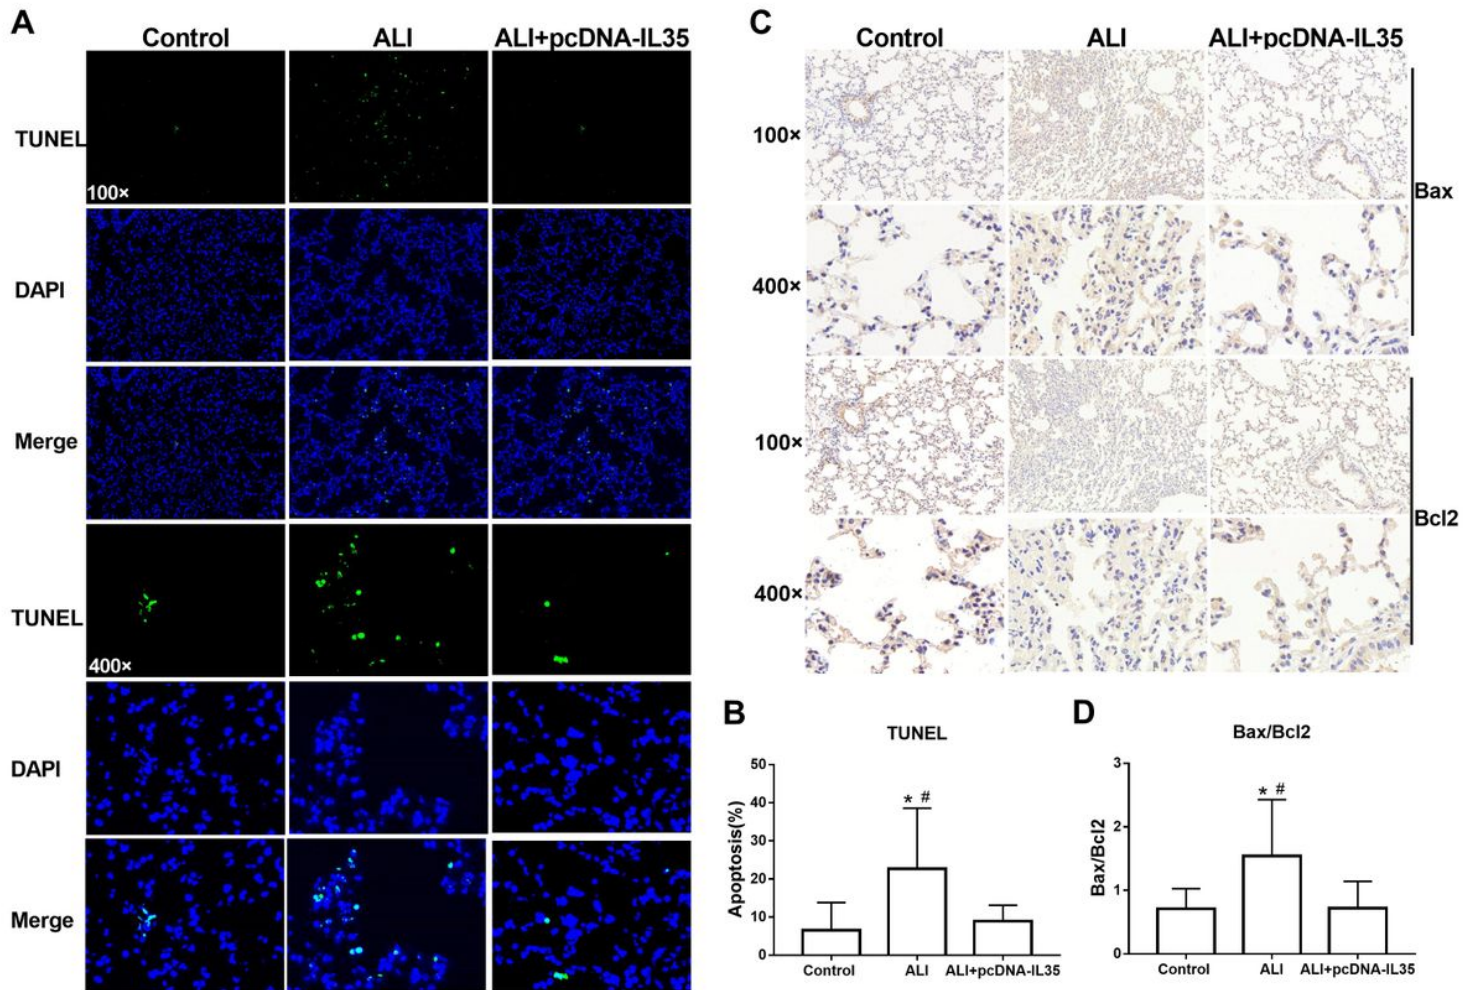 A
Control ALI ALI+pcDNA-IL35
TUNEL
100×
DAPI
Merge
TUNEL
400×
DAPI
Merge
C
Control ALI ALI+pcDNA-IL35
100×
Bax
400×
100×
Bcl2
400×
B
TUNEL
Apoptosis(%)
50
40
30
20
10
0
* #
Control ALI ALI+pcDNA-IL35
D
Bax/Bcl2
Bax/Bcl2
3
2
1
0
* #
Control ALI ALI+pcDNA-IL35